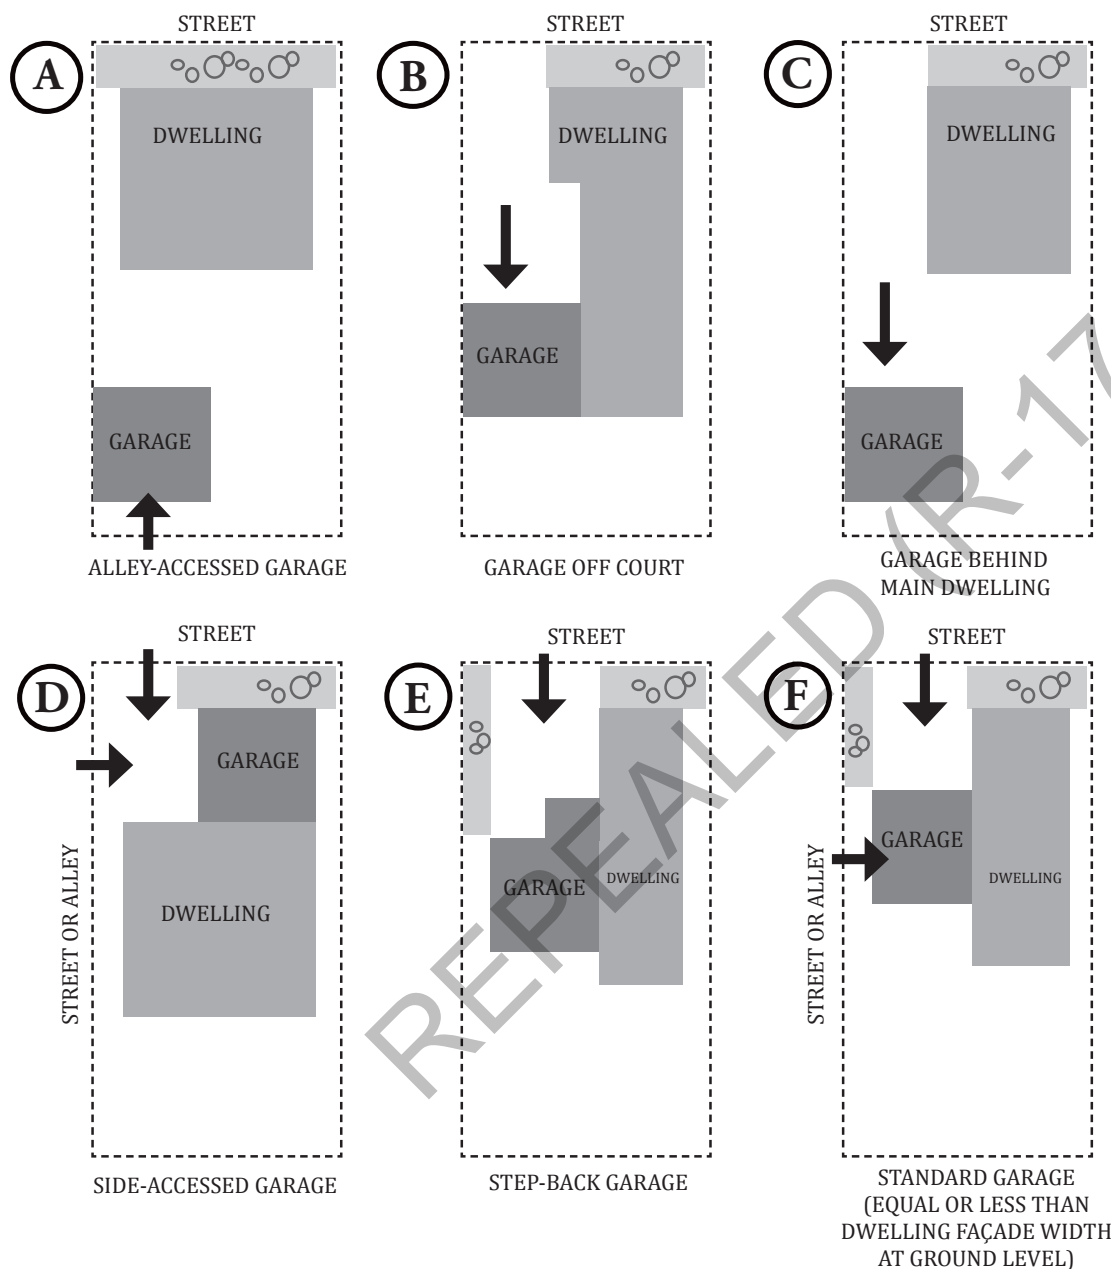 STREET
STREET
STREET
A
B
C
DWELLING
DWELLING
DWELLING
GARAGE
GARAGE
GARAGE
ALLEY-ACCESSED GARAGE
GARAGE OFF COURT
GARAGE BEHIND
MAIN DWELLING
STREET
STREET
STREET
D
E
F
GARAGE
DWELLING
STREET OR ALLEY
GARAGE
DWELLING
GARAGE
DWELLING
STREET OR ALLEY
SIDE-ACCESSED GARAGE
STEP-BACK GARAGE
STANDARD GARAGE
(EQUAL OR LESS THAN
DWELLING FAÇADE WIDTH
AT GROUND LEVEL)
REPEALED (R-17